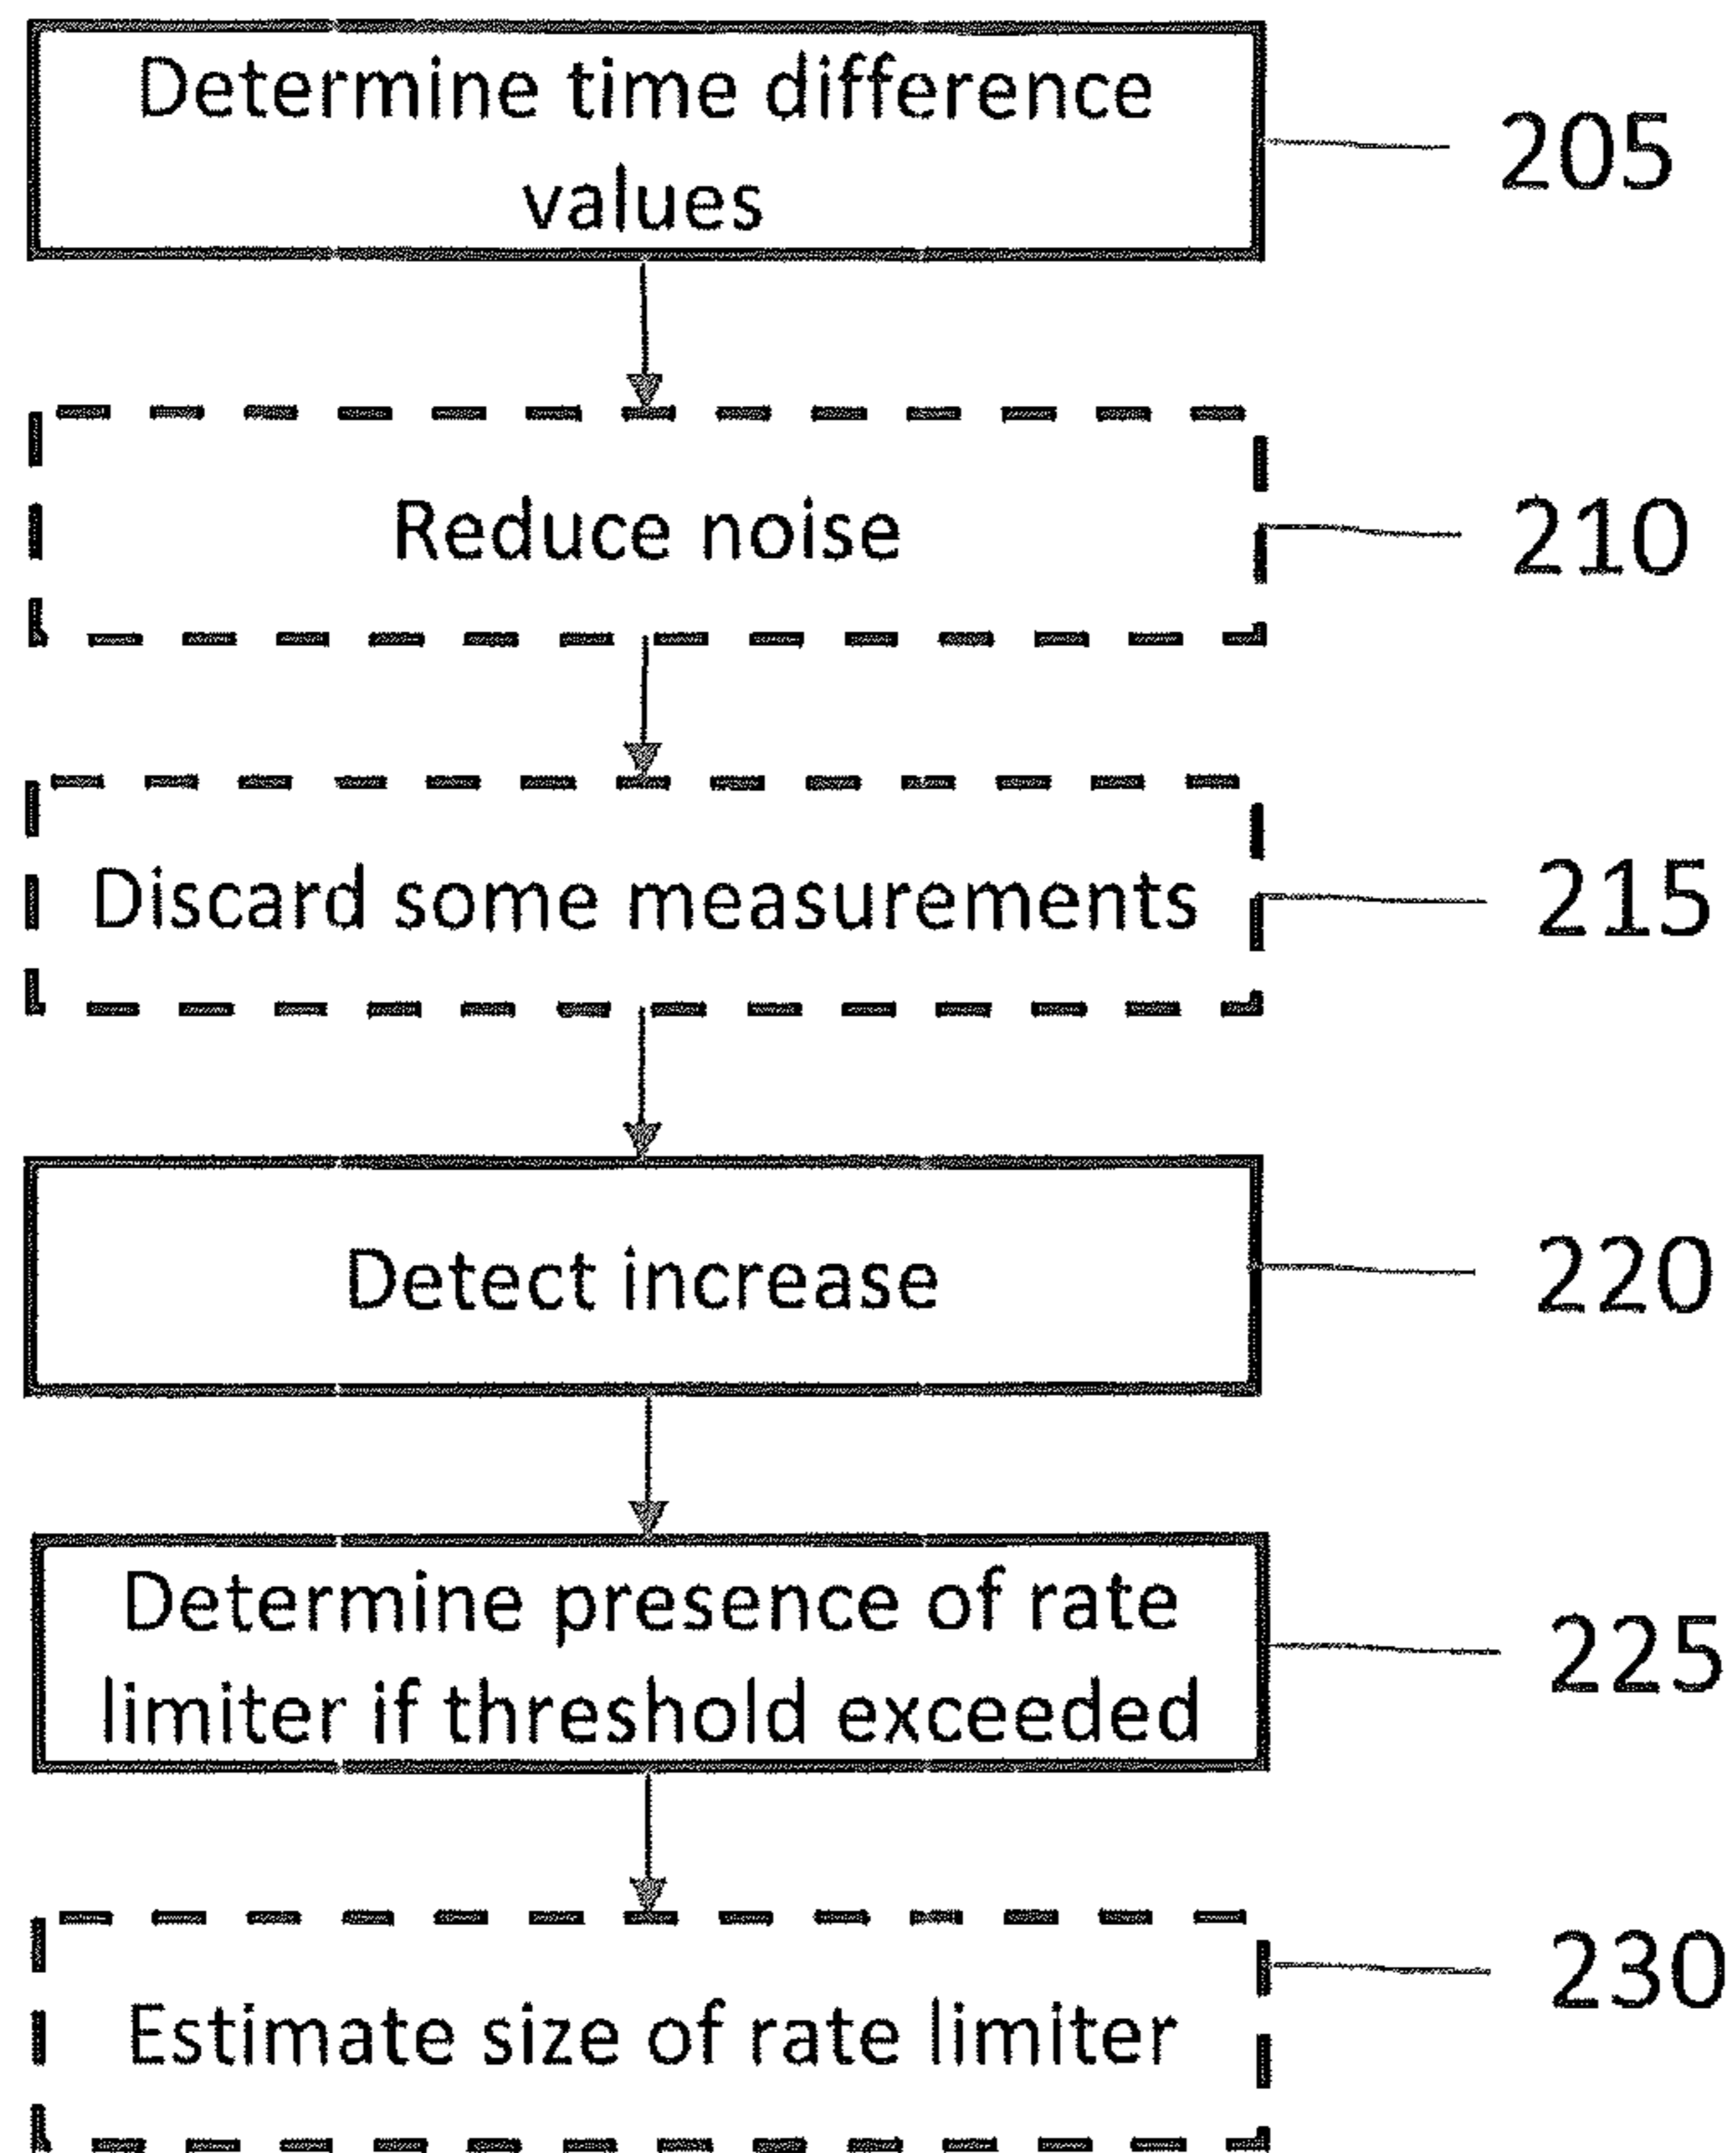 Determine time difference
values
205
Reduce noise
210
Discard some measurements
215
Detect increase
220
Determine presence of rate
limiter if threshold exceeded
225
Estimate size of rate limiter
230